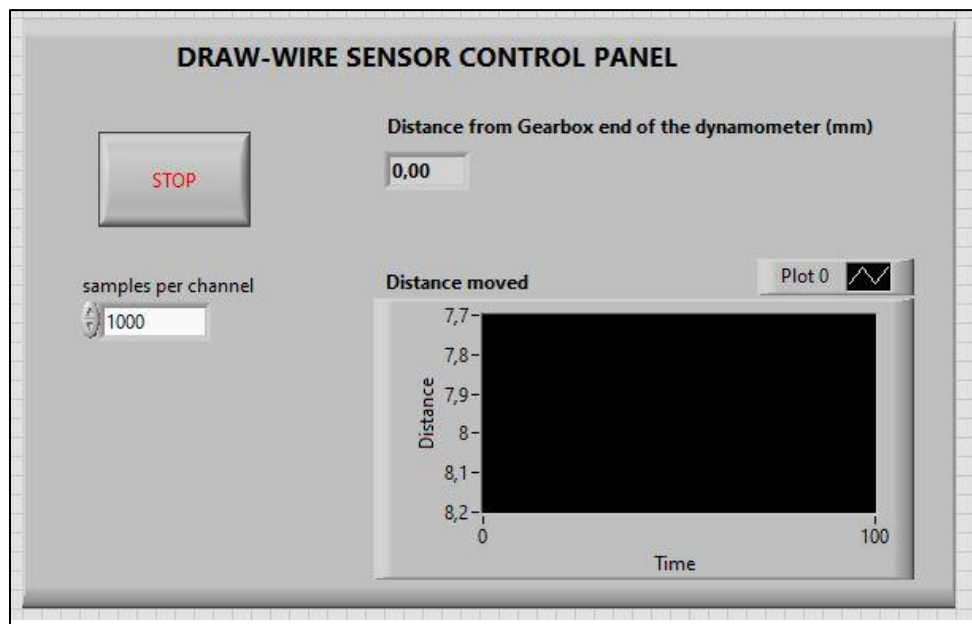 DRAW-WIRE SENSOR CONTROL PANEL
Distance from Gearbox end of the dynamometer (mm)
STOP
0,00
samples per channel
1000
Distance moved
Plot 0
7,7
7,8
7,9
8
8,1
8,2
Distance
0
100
Time